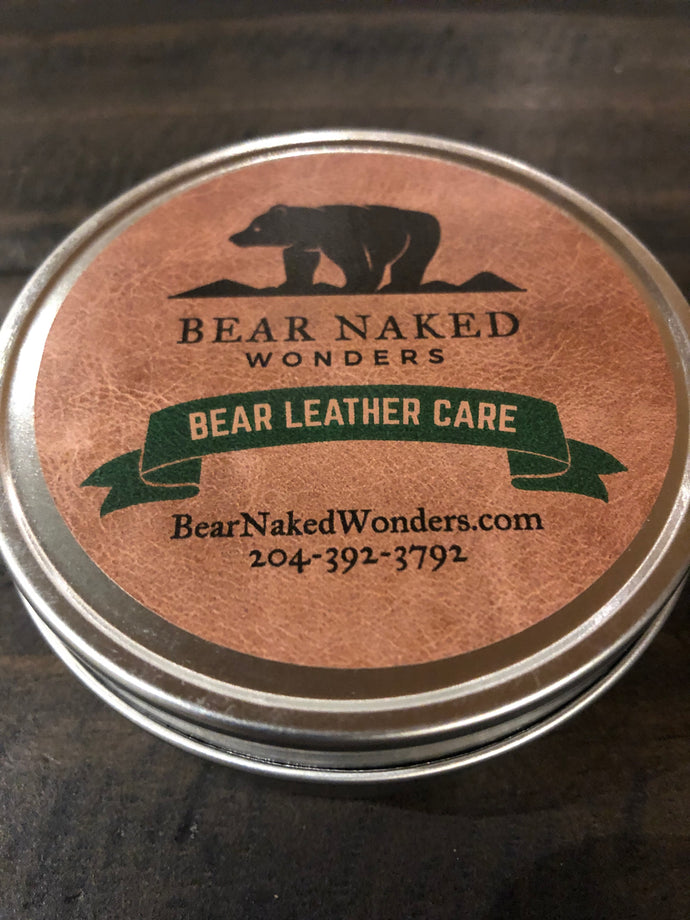 BEAR NAKED
WONDERS
BEAR LEATHER CARE
BearNakedWonders.com
204-392-3792